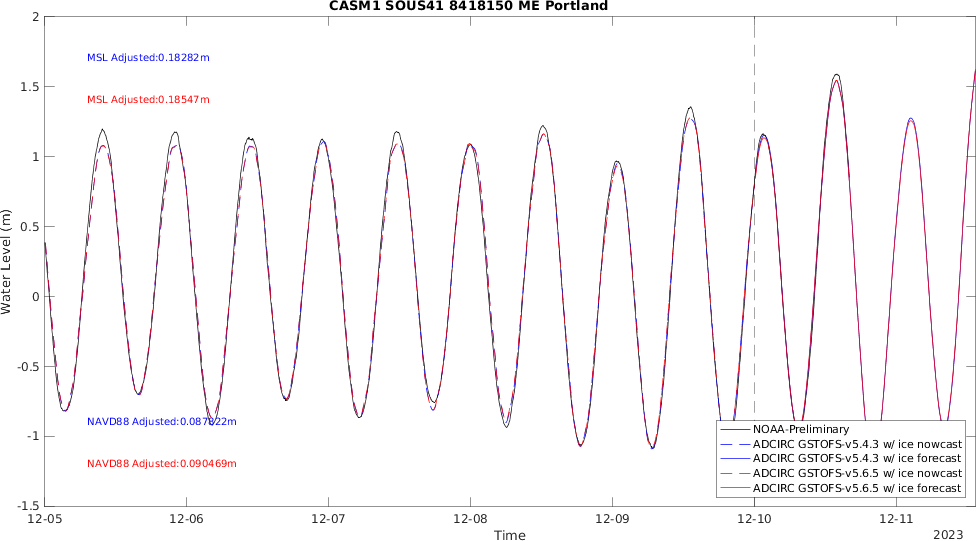 CASM1 SOUS41 8418150 ME Portland
2
1.5
1
0.5
0
-0.5
-1
-1.5
Water Level (m)
MSL Adjusted:0.18282m
MSL Adjusted:0.18547m
NAVD88 Adjusted:0.087822m
NAVD88 Adjusted:0.090469m
NOAA-Preliminary
ADCIRC GSTOFS-v5.4.3 w/ ice nowcast
ADCIRC GSTOFS-v5.4.3 w/ ice forecast
ADCIRC GSTOFS-v5.6.5 w/ ice nowcast
ADCIRC GSTOFS-v5.6.5 w/ ice forecast
12-05 12-06 12-07 12-08 12-09 12-10 12-11
Time
2023